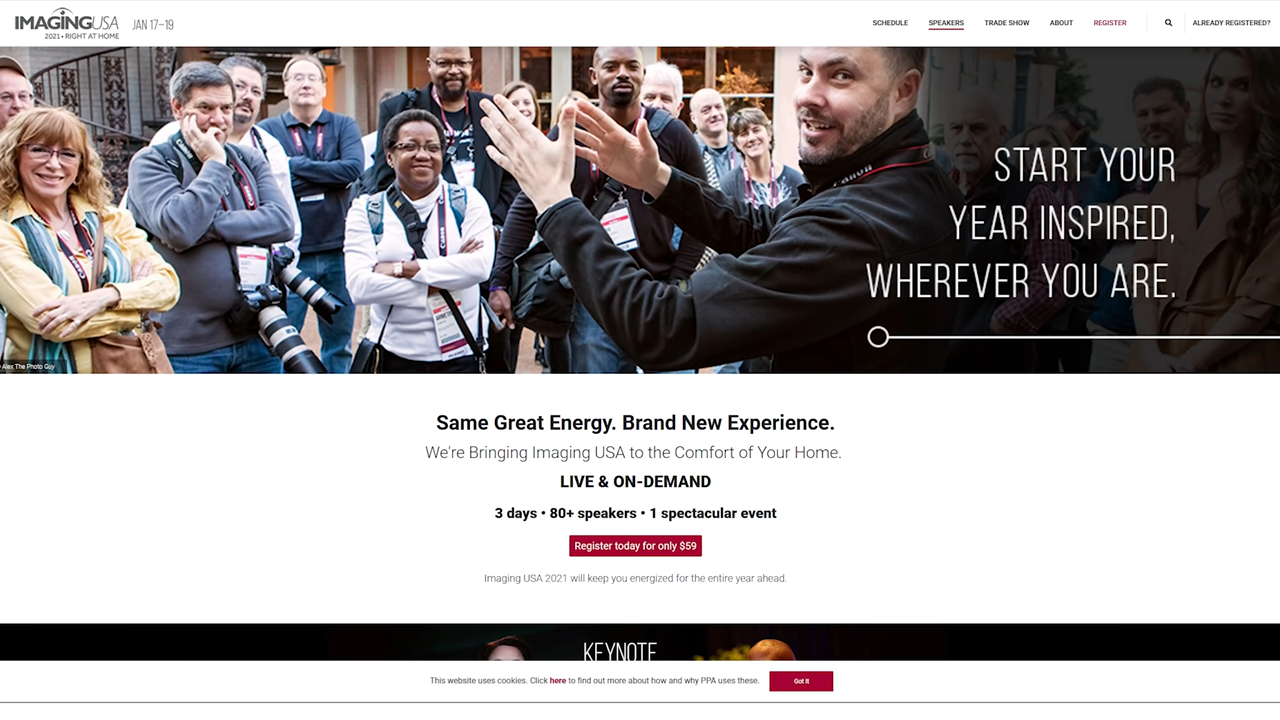 IMAGINGUSA
2021 • RIGHT AT HOME
JAN 17–19
SCHEDULE
SPEAKERS
TRADE SHOW
ABOUT
REGISTER
ALREADY REGISTERED?
START YOUR
YEAR INSPIRED,
WHEREVER YOU ARE.
Canon
Canon
Canon
Alex The Photo Guy
Same Great Energy. Brand New Experience.
We're Bringing Imaging USA to the Comfort of Your Home.
LIVE & ON-DEMAND
3 days • 80+ speakers • 1 spectacular event
Register today for only $59
Imaging USA 2021 will keep you energized for the entire year ahead.
KEYNOTE
This website uses cookies. Click here to find out more about how and why PPA uses these.
Got It